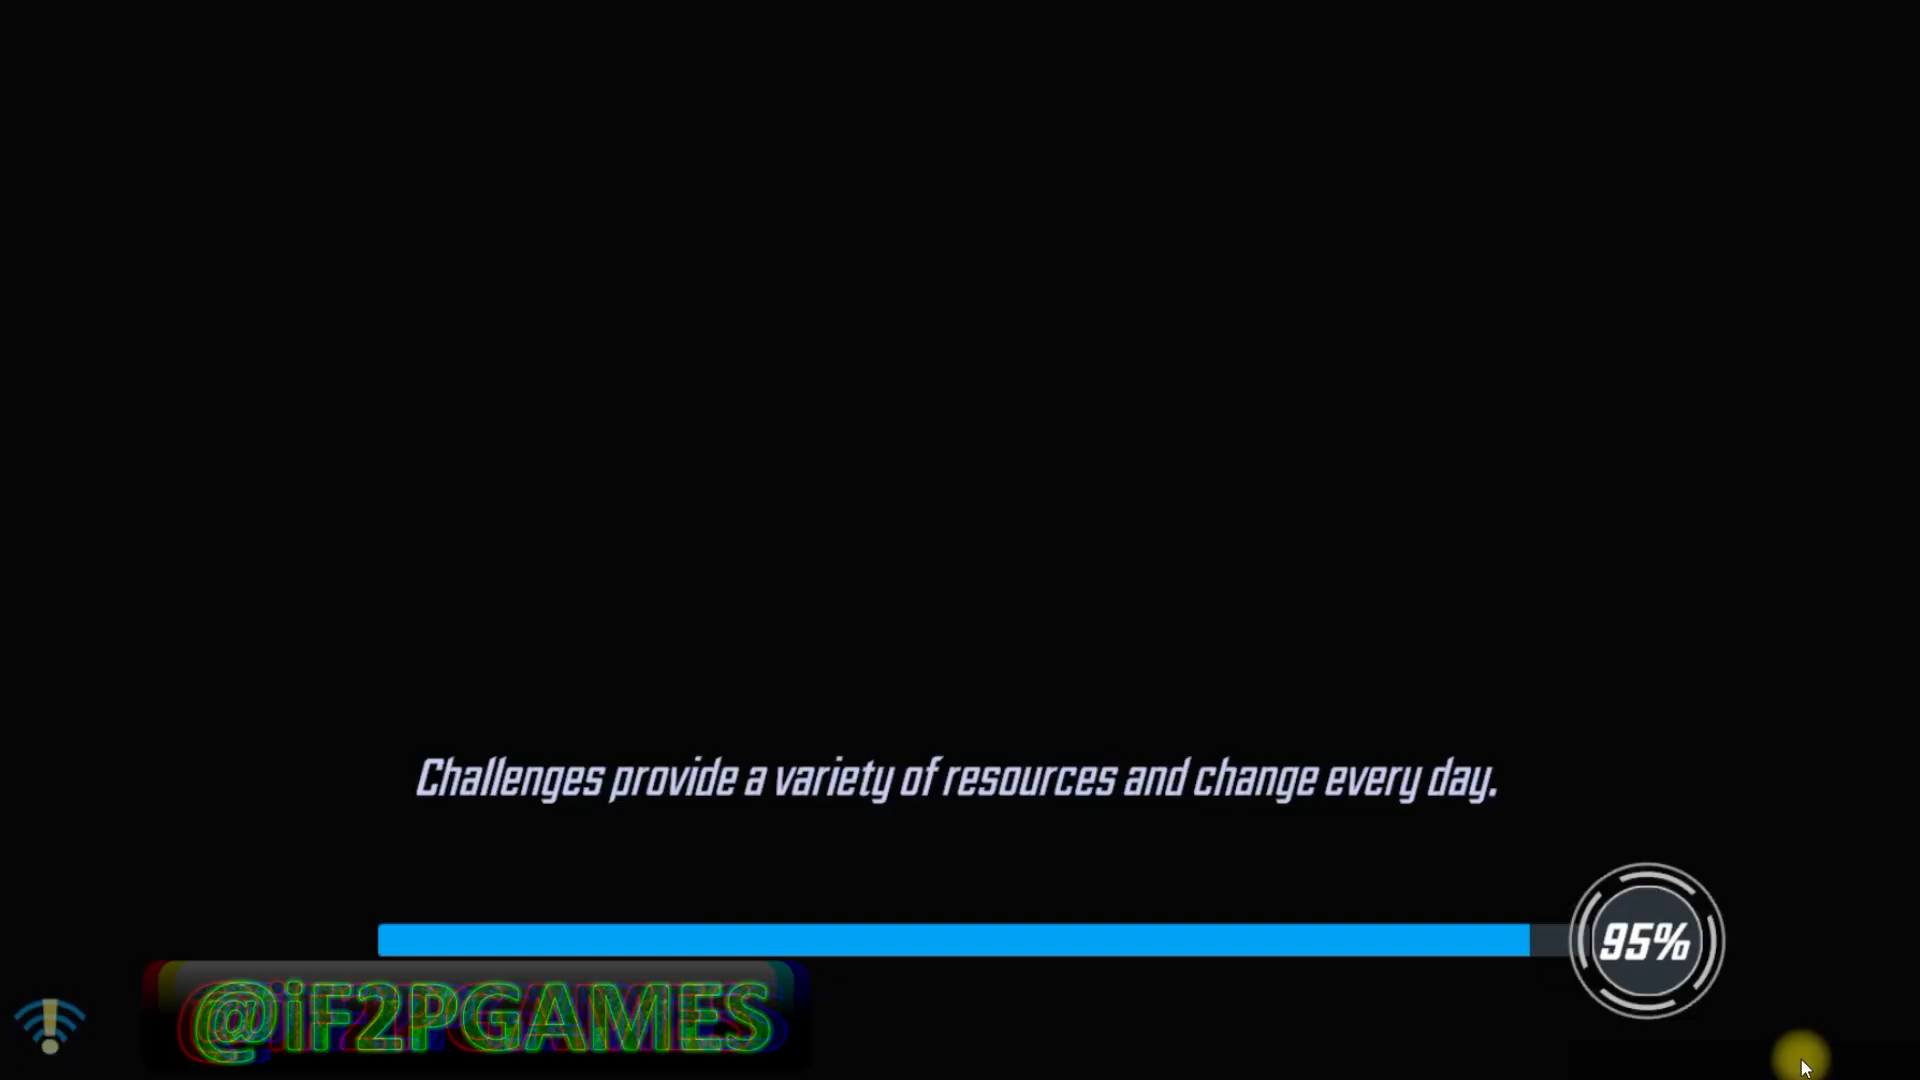 Challenges provide a variety of resources and change every day.
95%
@iF2PGAMES